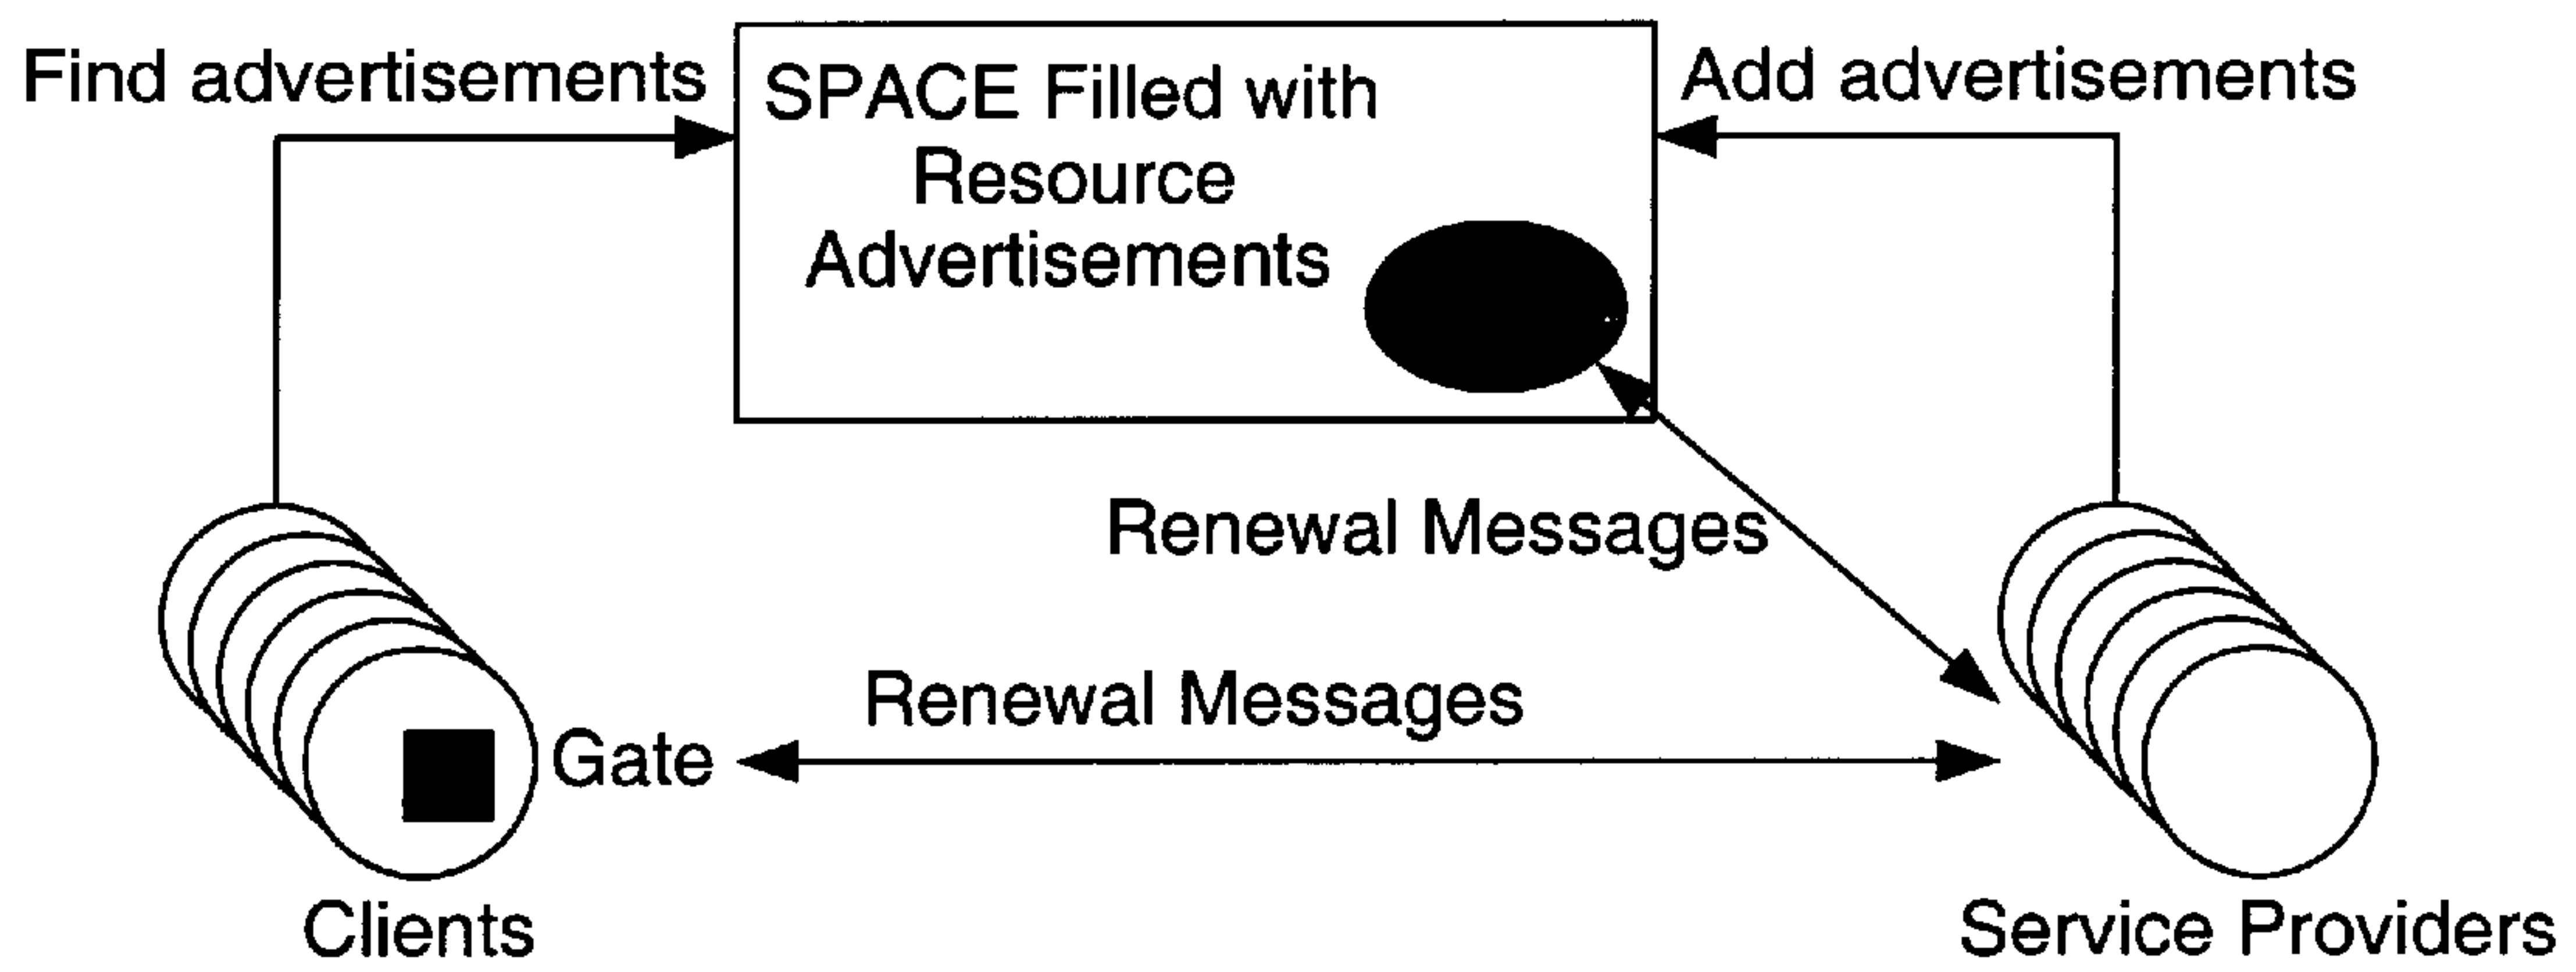 Find advertisements
SPACE Filled with
Resource
Advertisements
Add advertisements
Renewal Messages
Renewal Messages
Gate
Clients
Service Providers